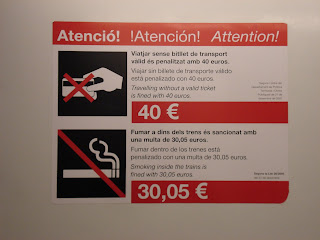 Atenció! !Atención! Attention!
Viatjar sense bitllet de transport
vàlid és penalitzat amb 40 euros.
Viajar sin billete de transporte válido
está penalizado con 40 euros.
Travelling without a valid ticket
is fined with 40 euros.
40 €
Fumar a dins dels trens és sancionat amb
una multa de 30,05 euros.
Fumar dentro de los trenes está
penalizado con una multa de 30,05 euros.
Smoking inside the trains is
fined with 30,05 euros.
30,05 €